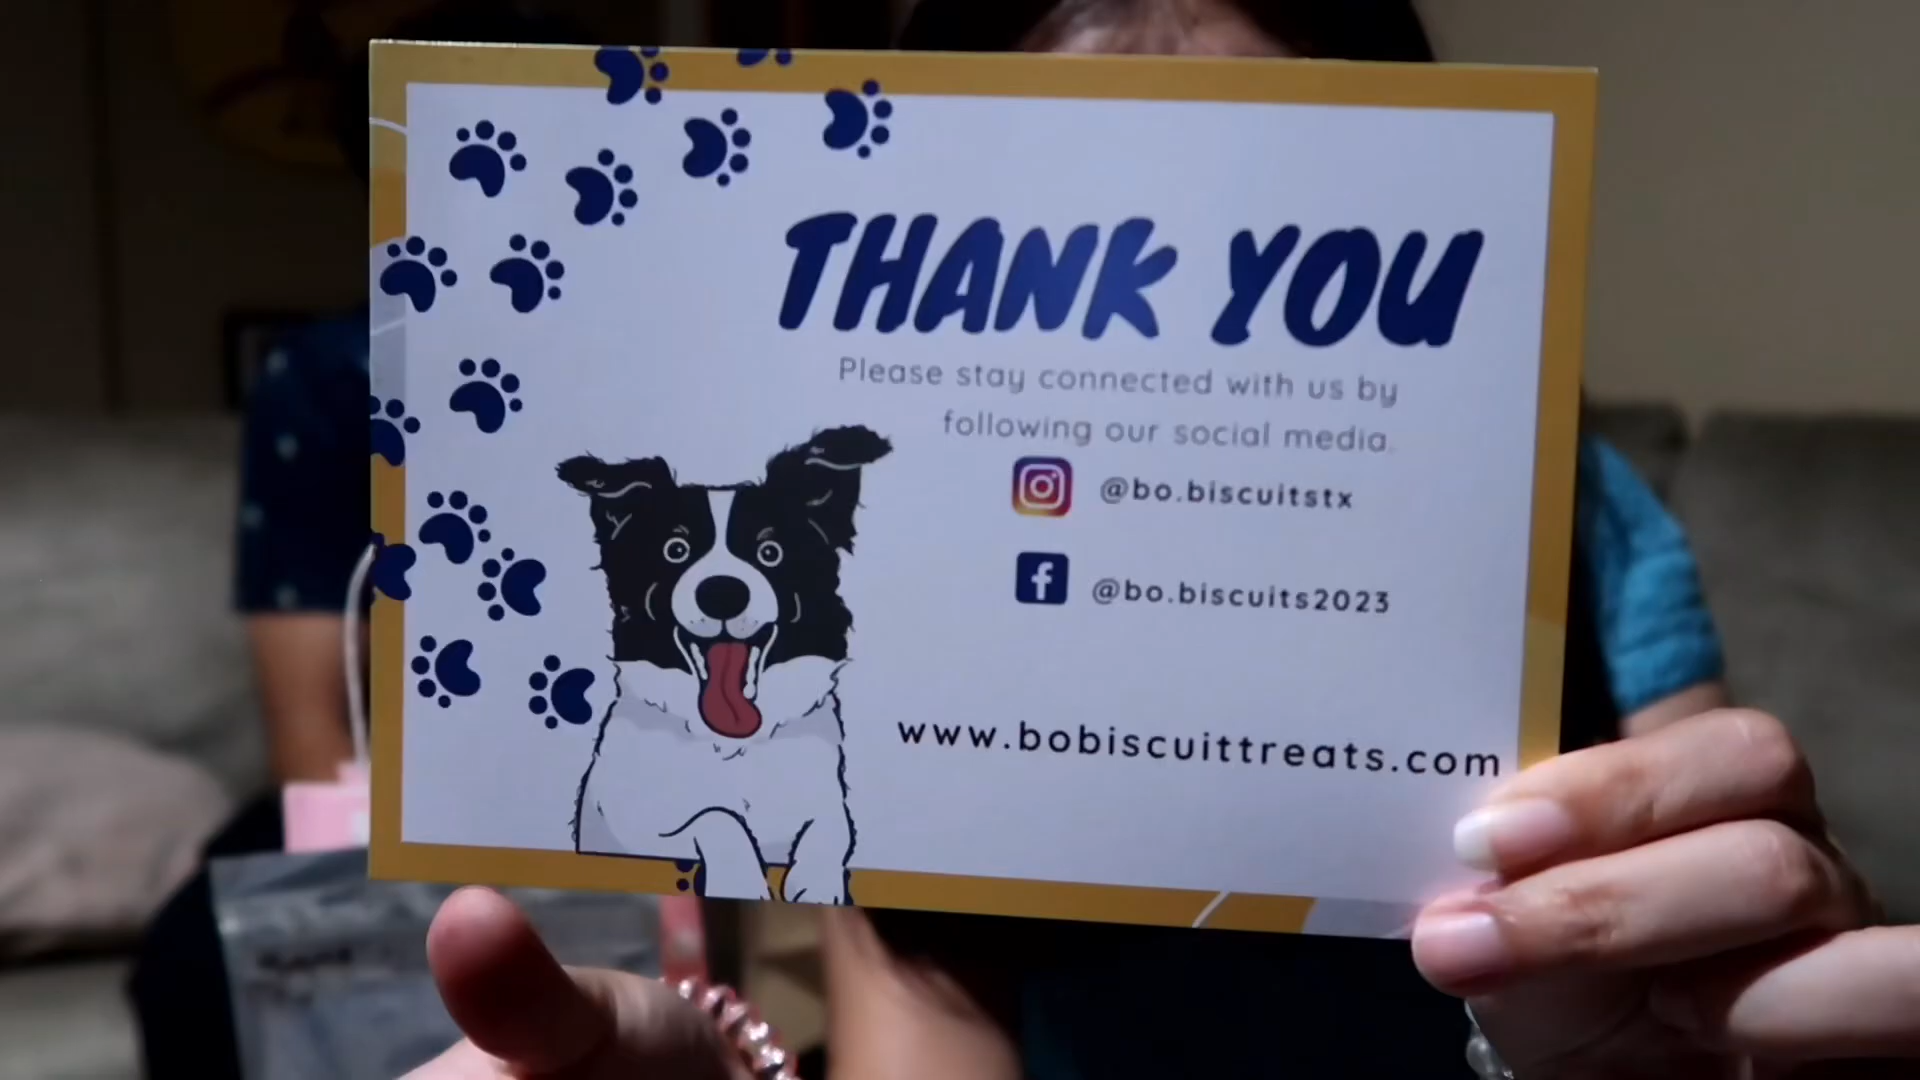 THANK YOU
Please stay connected with us by
following our social media.
@bo.biscuitstx
@bo.biscuits2023
www.bobiscuittreats.com